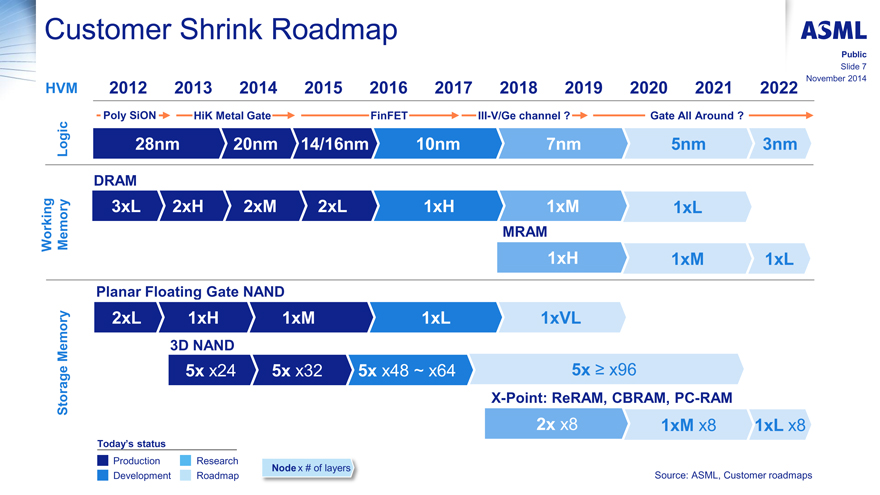 Customer Shrink Roadmap
ASML
Public
Slide 7
November 2014
HVM 2012 2013 2014 2015 2016 2017 2018 2019 2020 2021 2022
Logic
Poly SiON HiK Metal Gate FinFET III-V/Ge channel ? Gate All Around ?
28nm 20nm 14/16nm 10nm 7nm 5nm 3nm
Working
Memory
DRAM
3xL 2xH 2xM 2xL 1xH 1xM 1xL
MRAM
1xH 1xM 1xL
Storage Memory
Planar Floating Gate NAND
2xL 1xH 1xM 1xL 1xVL
3D NAND
5x x24 5x x32 5x x48 ~ x64 5x ≥ x96
X-Point: ReRAM, CBRAM, PC-RAM
2x x8 1xM x8 1xL x8
Today's status
Production Research
Development Roadmap
Node x # of layers
Source: ASML, Customer roadmaps